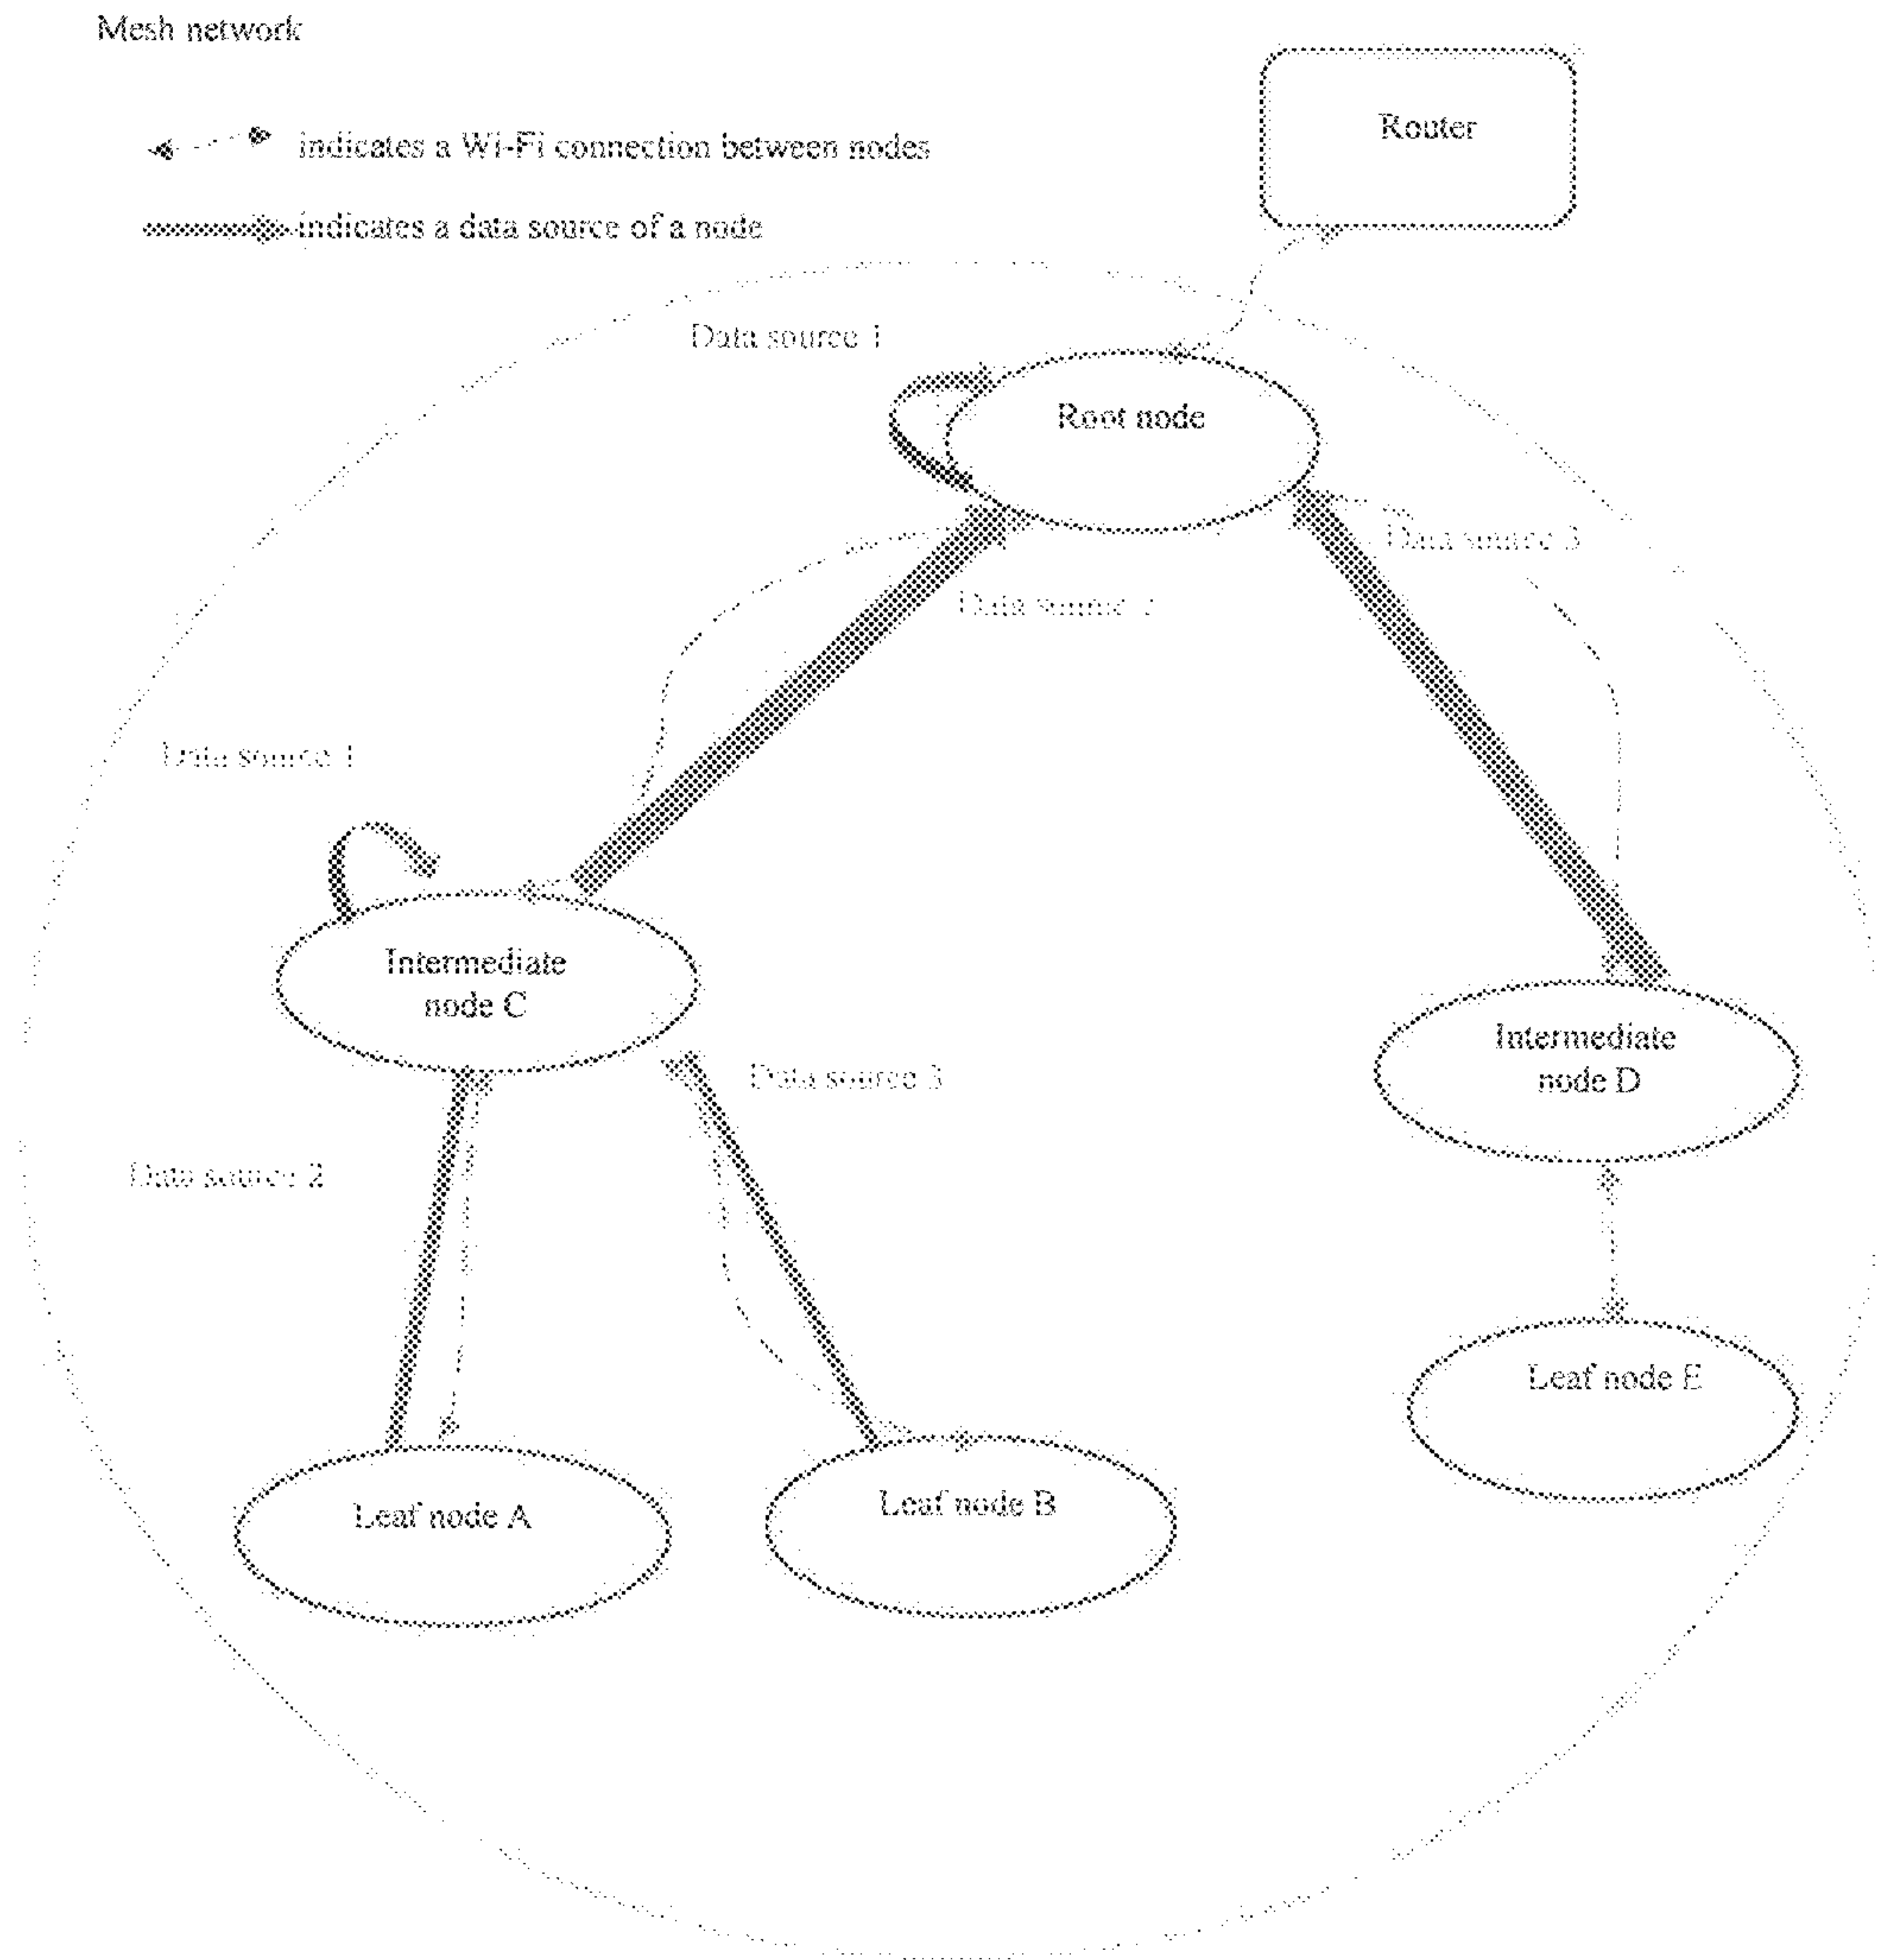 Mesh network
Router
indicates a Wi-Fi connection between nodes
indicates a data source of a node
Data source 1
Root node
Data source 3
Data source 2
Data source 1
Intermediate
node C
Intermediate
node D
Data source 3
Data source 2
Leaf node E
Leaf node B
Leaf node A